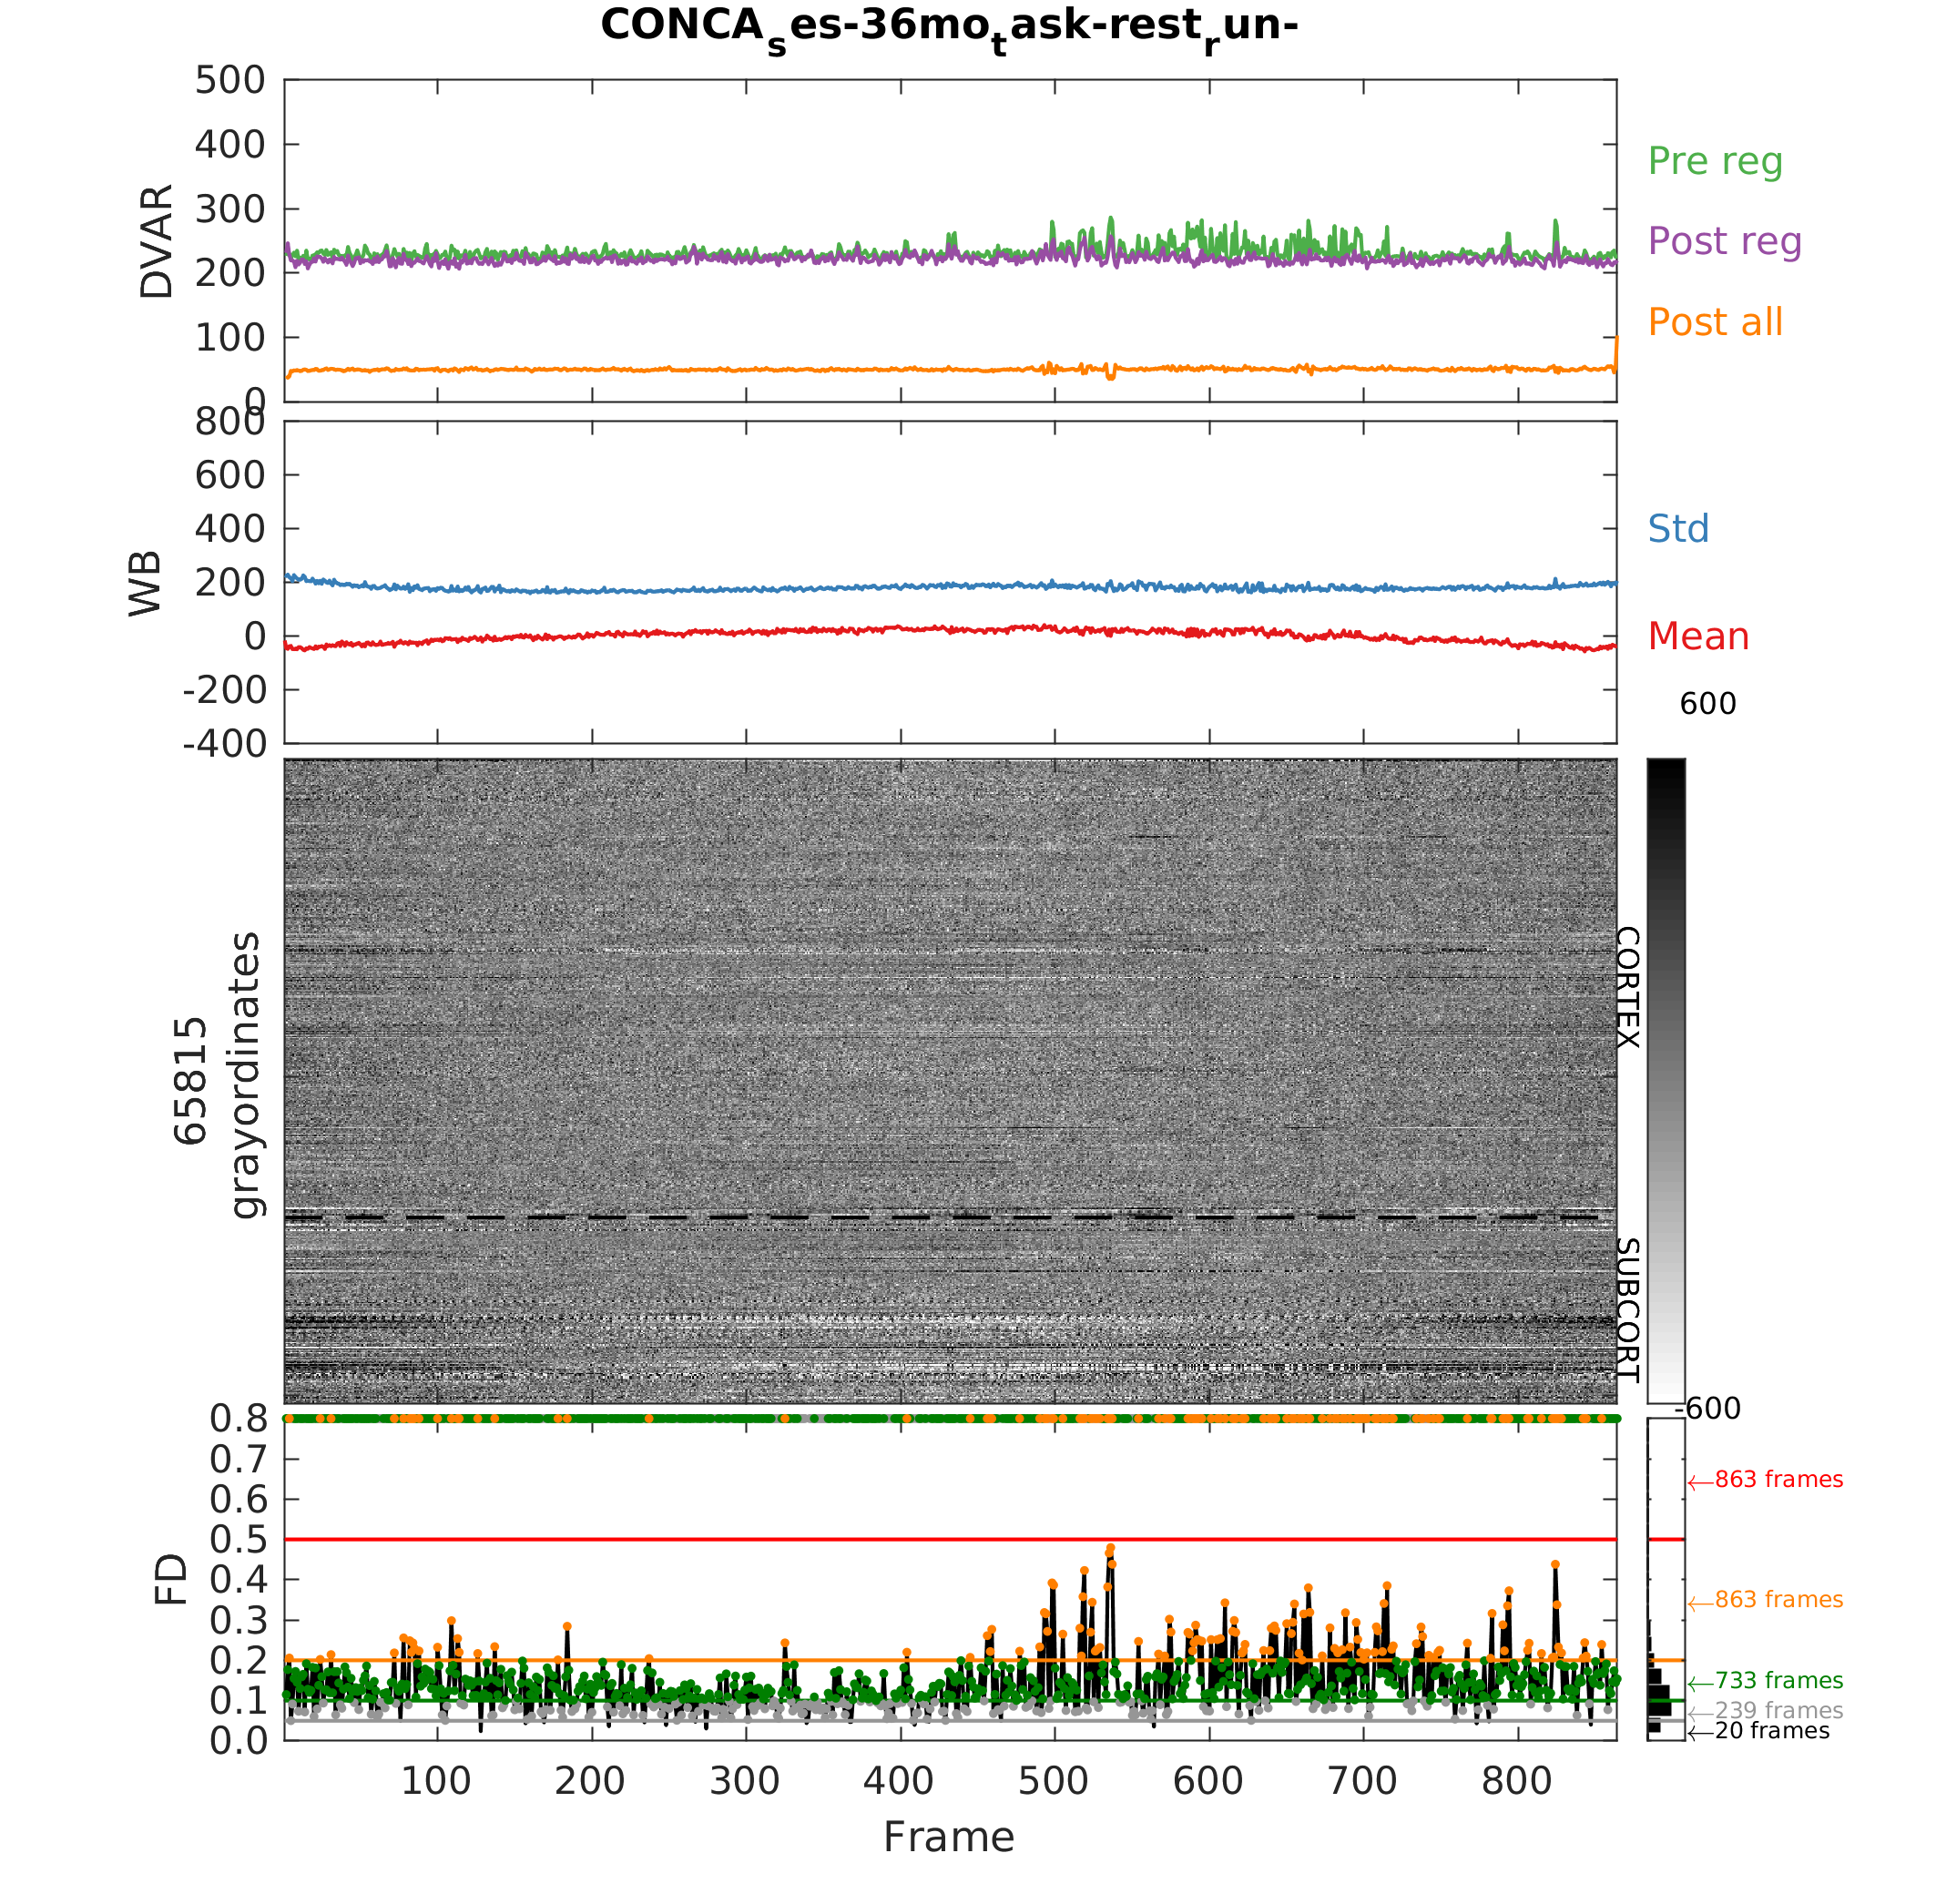 CONCAses-36motask-restrun-
500
400
300
200
100
0
DVAR
Pre reg
Post reg
Post all
800
600
400
200
0
-200
-400
WB
Std
Mean
600
65815
grayordinates
CORTEX
SUBCORT
-600
0.8
0.7
0.6
0.5
0.4
0.3
0.2
0.1
0.0
FD
←863 frames
←863 frames
←733 frames
←239 frames
←20 frames
100 200 300 400 500 600 700 800
Frame